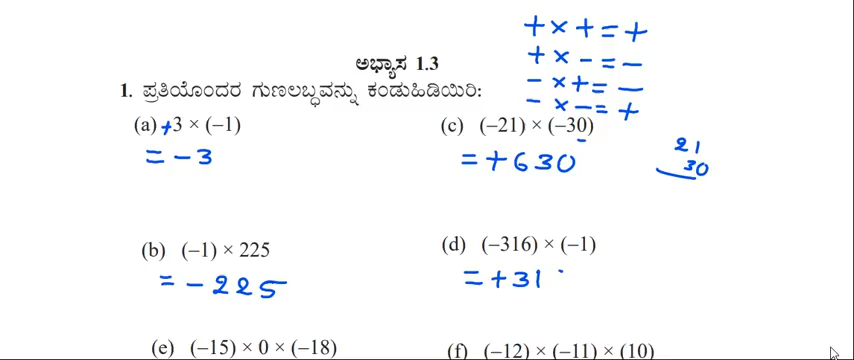 + × + = +
+ × - = -
- × + = -
- × - = +
ಅಭ್ಯಾಸ 1.3
1. ಪ್ರತಿಯೊಂದರ ಗುಣಲಬ್ಧವನ್ನು ಕಂಡುಹಿಡಿಯಿರಿ:
(a) +3 × (–1)
= - 3
(c) (–21) × (–30)
= + 630
21
30
(b) (–1) × 225
= - 225
(d) (–316) × (–1)
= + 31
(e) (–15) × 0 × (–18)
(f) (–12) × (–11) × (10)